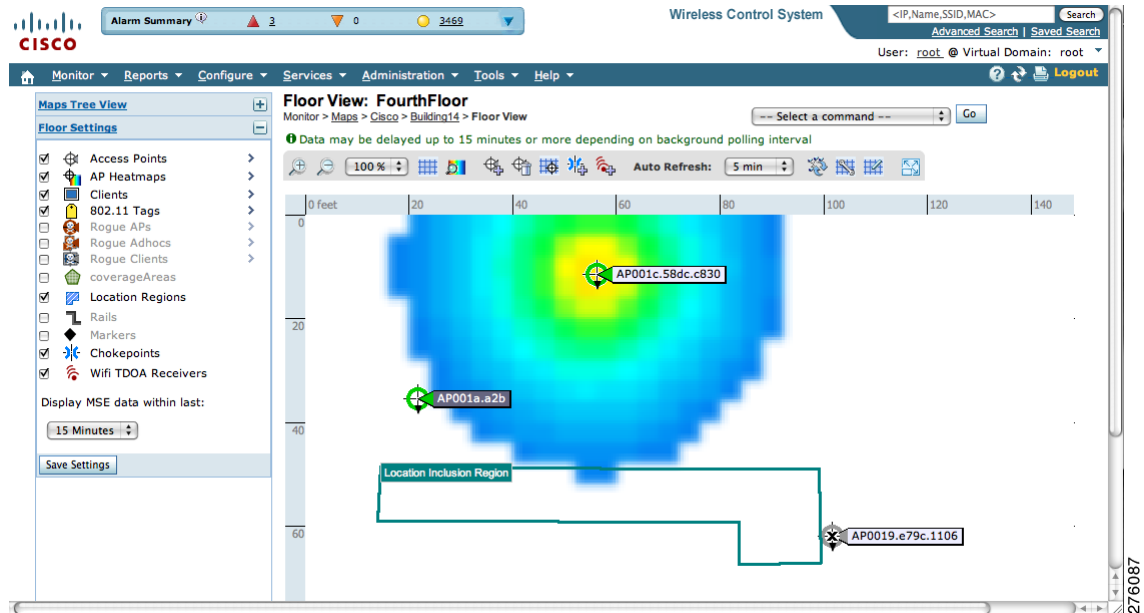 Alarm Summary 3 0 3469
Wireless Control System
<IP,Name,SSID,MAC> Search
Advanced Search | Saved Search
CISCO
User: root @ Virtual Domain: root
Monitor Reports Configure Services Administration Tools Help Logout
Maps Tree View
Floor Settings
Access Points
AP Heatmaps
Clients
802.11 Tags
Rogue APs
Rogue Adhocs
Rogue Clients
coverageAreas
Location Regions
Rails
Markers
Chokepoints
Wifi TDOA Receivers
Display MSE data within last:
15 Minutes
Save Settings
Floor View: FourthFloor
Monitor > Maps > Cisco > Building14 > Floor View
-- Select a command -- Go
Data may be delayed up to 15 minutes or more depending on background polling interval
100 % Auto Refresh: 5 min
0 feet 20 40 60 80 100 120 140
0
AP001c.58dc.c830
20
AP001a.a2b
40
Location Inclusion Region
60
AP0019.e79c.1106
276087